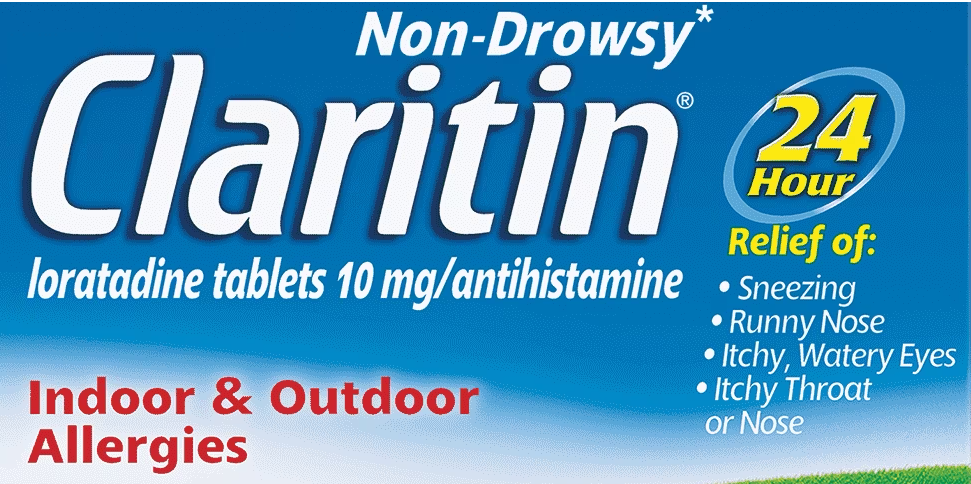 Non-Drowsy*
Claritin®
loratadine tablets 10 mg/antihistamine
Indoor & Outdoor
Allergies
24
Hour
Relief of:
• Sneezing
• Runny Nose
• Itchy, Watery Eyes
• Itchy Throat
or Nose